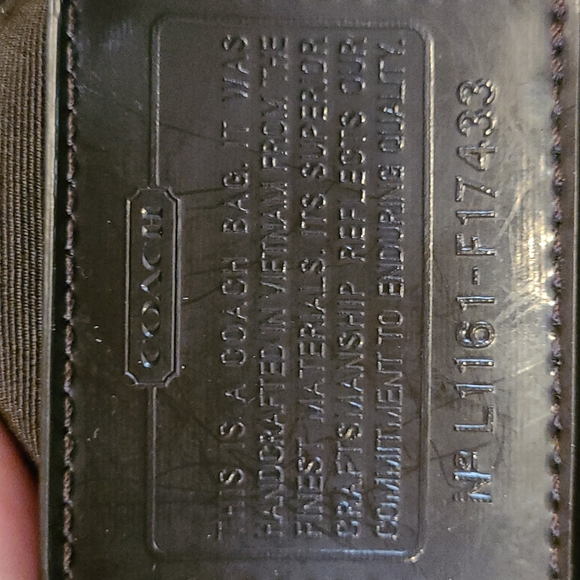 COACH
THIS IS A COACH BAG. IT WAS
HANDCRAFTED IN VIETNAM FROM THE
FINEST MATERIALS. ITS SUPERIOR
CRAFTSMANSHIP REFLECTS OUR
COMMITMENT TO ENDURING QUALITY.
Nº L1161-F17433